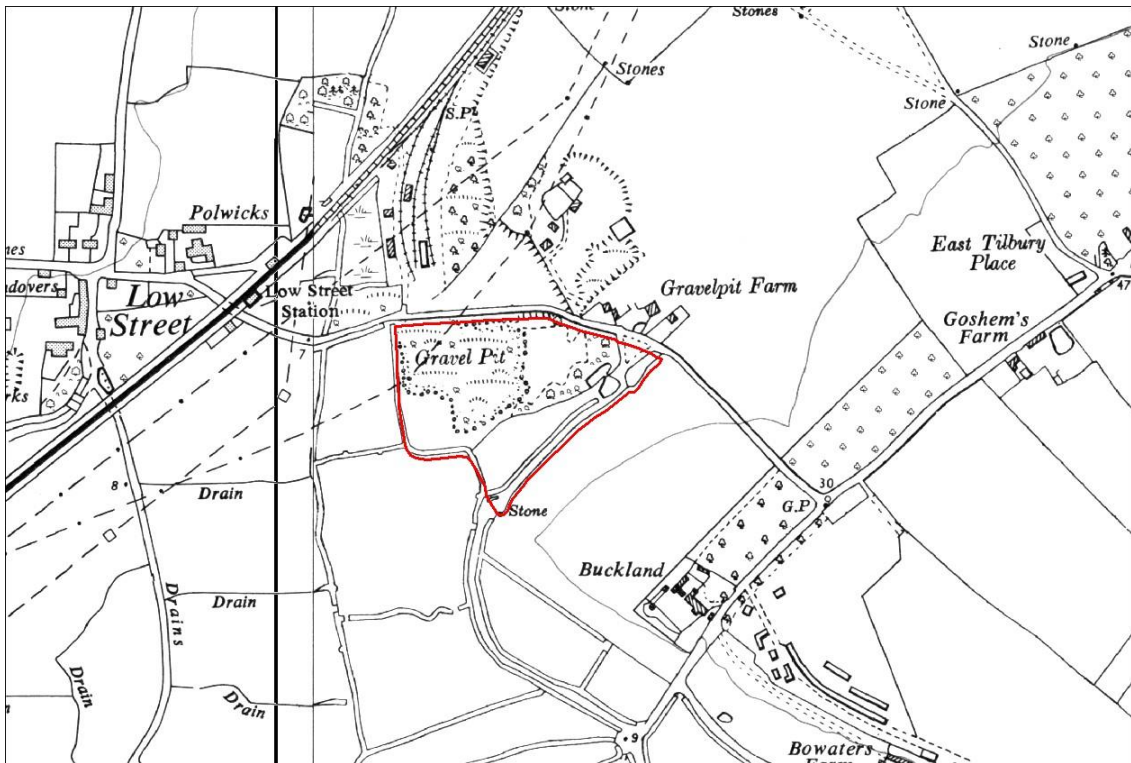 Stones
Stone
Stones
Stone
S.P.
Polwicks
East Tilbury
Place
47
Low
Street
Low Street
Station
Gravelpit Farm
Goshem's
Farm
7
Gravel Pit
8
Drain
Stone
30
G.P
Buckland
Drains
Drain
Drain
Drain
9
Bowaters